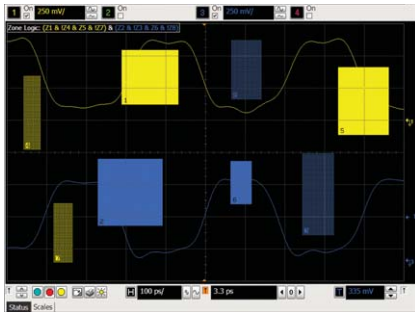 1 On 250 mV/ 2 On 3 On 250 mV/ 4 On
Zone Logic: (Z1 & !Z4 & Z5 & !Z7) & (Z2 & !Z3 & Z6 & !Z8)
1
3
5
2
6
H 100 ps/ T 3.3 ps 0 T 335 mV T
Status Scales